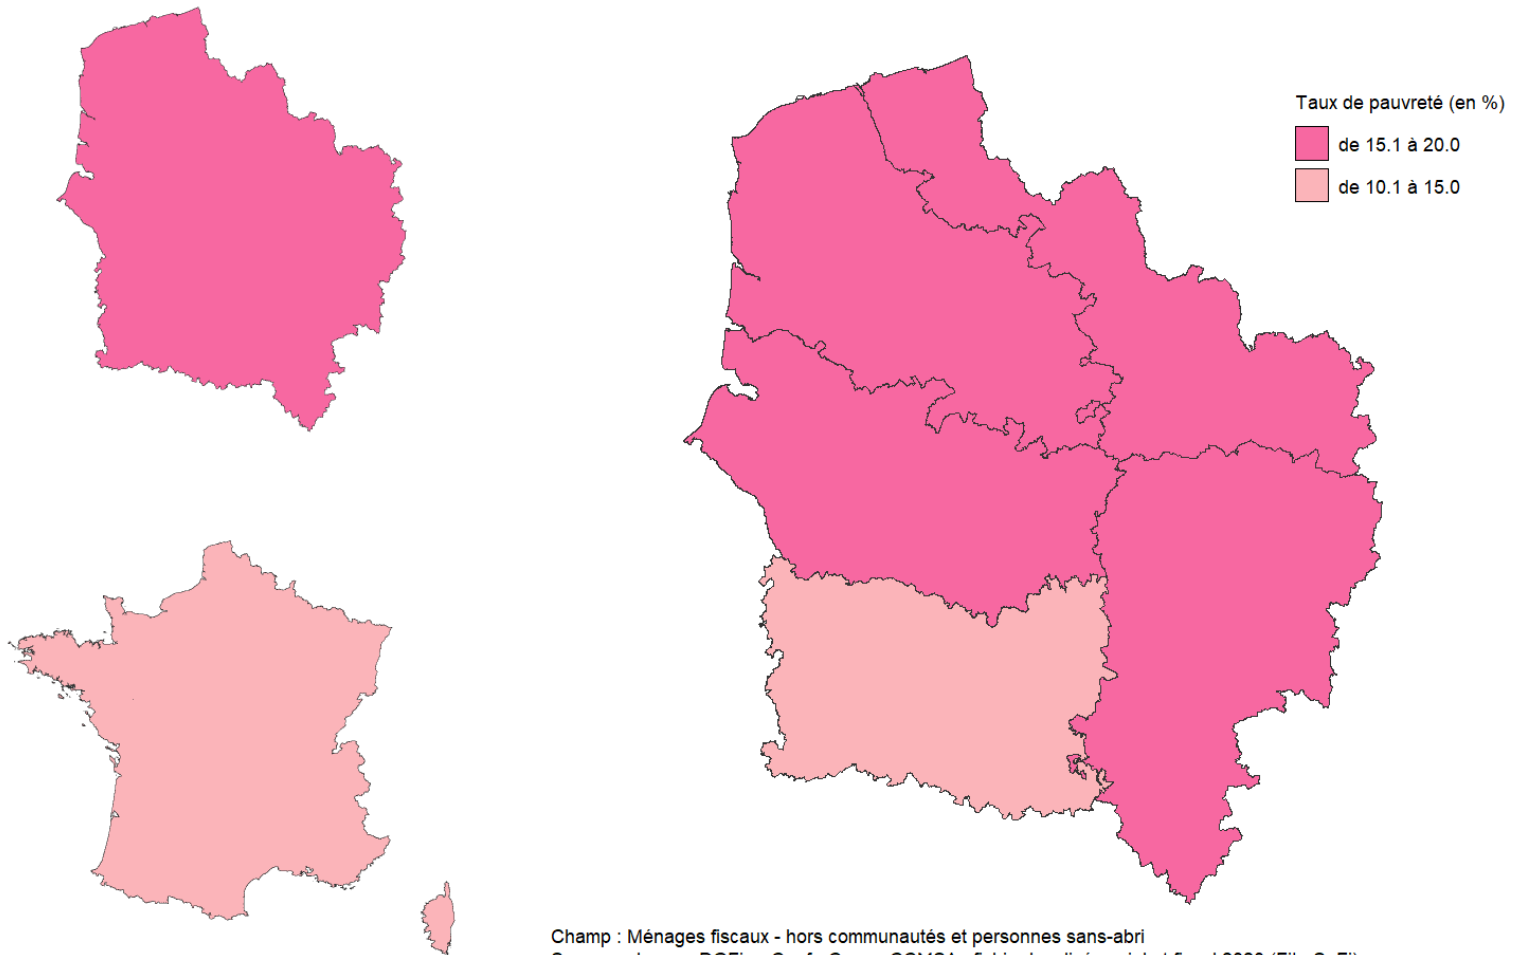 Taux de pauvreté (en %)
de 15.1 à 20.0
de 10.1 à 15.0
Champ : Ménages fiscaux - hors communautés et personnes sans-abri